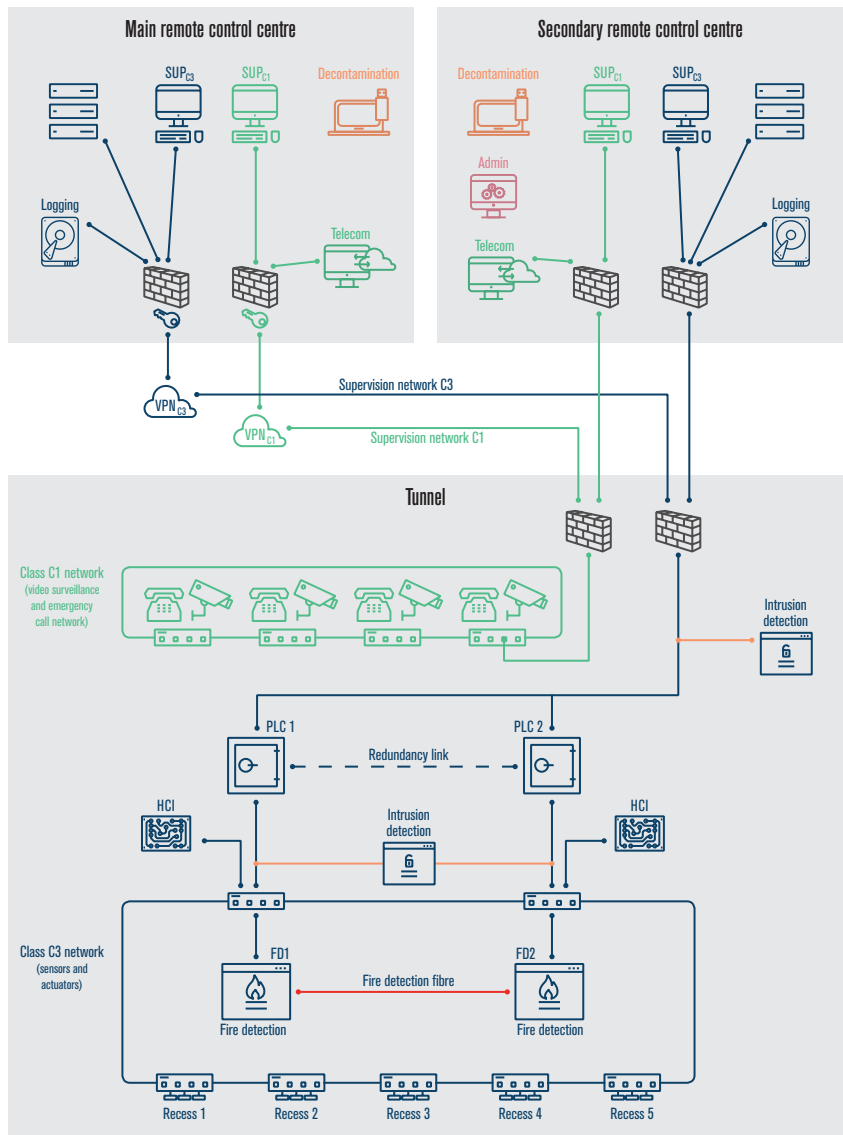 Main remote control centre
SUPC3
SUPC1
Decontamination
Logging
Telecom
Secondary remote control centre
Decontamination
SUPC1
SUPC3
Admin
Logging
Telecom
VPNC3
Supervision network C3
VPNC1
Supervision network C1
Tunnel
Class C1 network
(video surveillance
and emergency
call network)
Intrusion
detection
PLC 1
PLC 2
Redundancy link
HCI
HCI
Intrusion
detection
Class C3 network
(sensors and
actuators)
FD1
FD2
Fire detection fibre
Fire detection
Fire detection
Recess 1
Recess 2
Recess 3
Recess 4
Recess 5